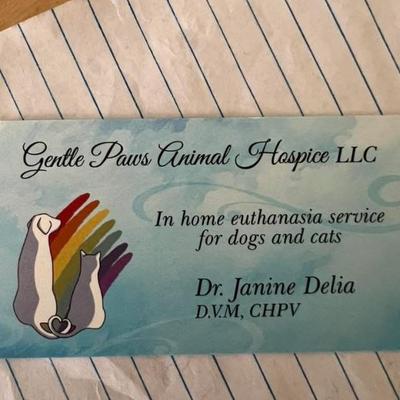 Gentle Paws Animal Hospice LLC
In home euthanasia service
for dogs and cats
Dr. Janine Delia
D.V.M, CHPV